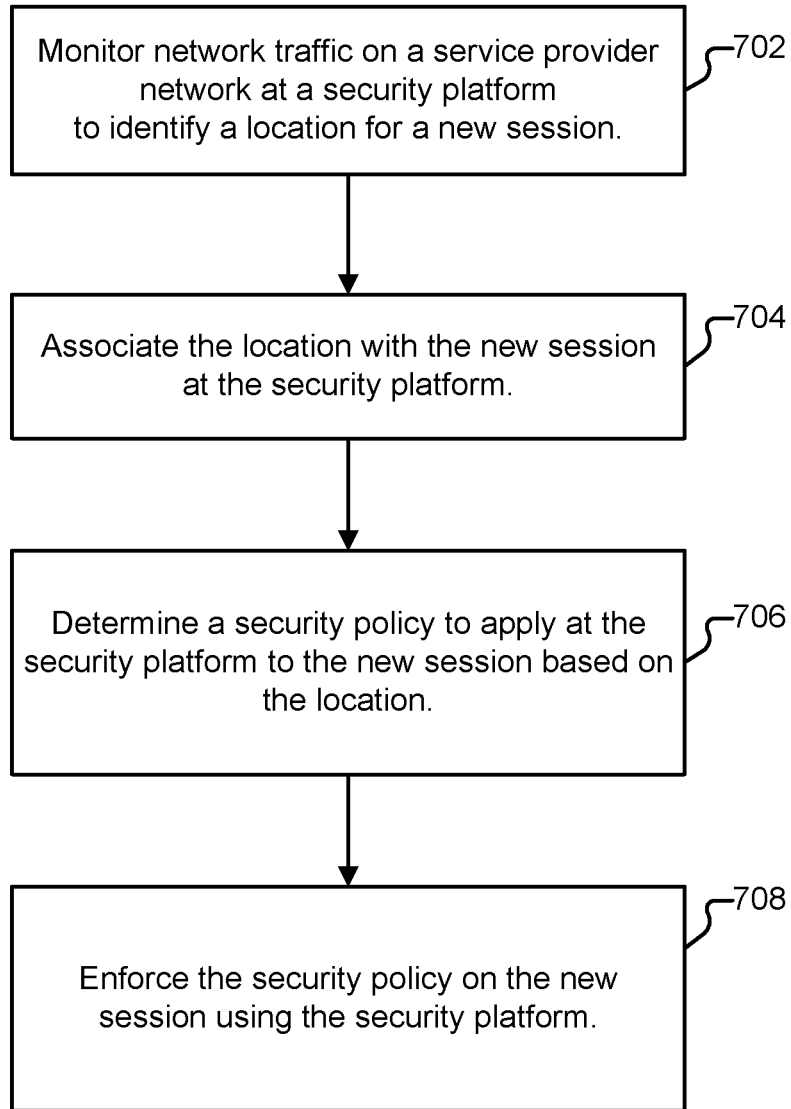 Monitor network traffic on a service provider
network at a security platform
to identify a location for a new session.
702
Associate the location with the new session
at the security platform.
704
Determine a security policy to apply at the
security platform to the new session based on
the location.
706
Enforce the security policy on the new
session using the security platform.
708